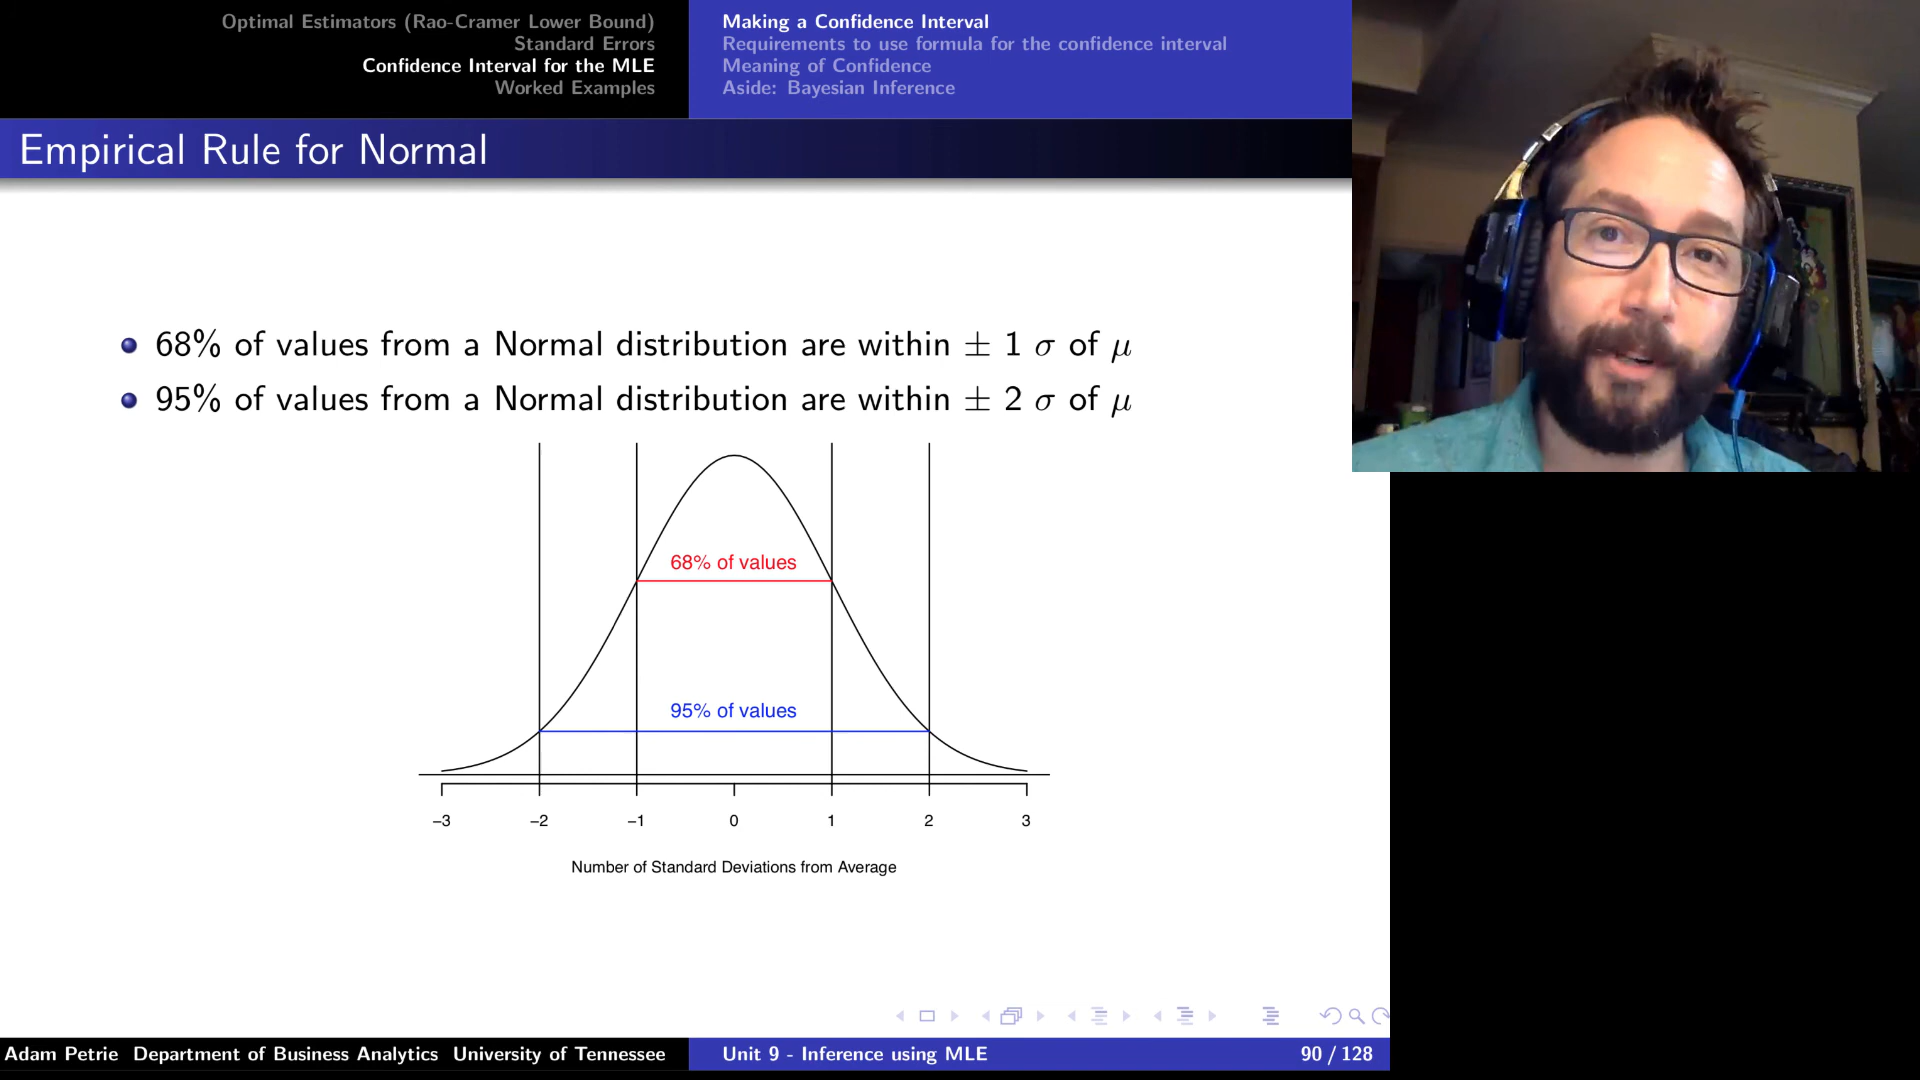 Optimal Estimators (Rao-Cramer Lower Bound)
Standard Errors
Confidence Interval for the MLE
Worked Examples
Making a Confidence Interval
Requirements to use formula for the confidence interval
Meaning of Confidence
Aside: Bayesian Inference
Empirical Rule for Normal
68% of values from a Normal distribution are within ± 1 σ of μ
95% of values from a Normal distribution are within ± 2 σ of μ
68% of values
95% of values
−3 −2 −1 0 1 2 3
Number of Standard Deviations from Average
Adam Petrie Department of Business Analytics University of Tennessee
Unit 9 - Inference using MLE
90 / 128